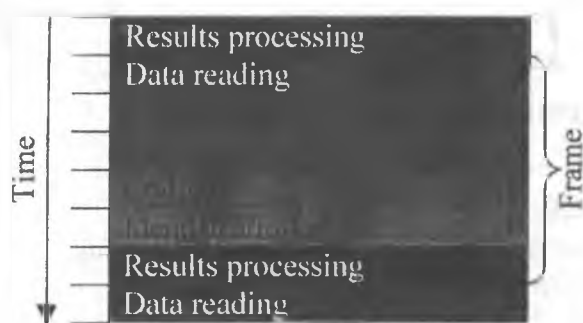 Time
Results processing
Data reading
Results processing
Data reading
Frame